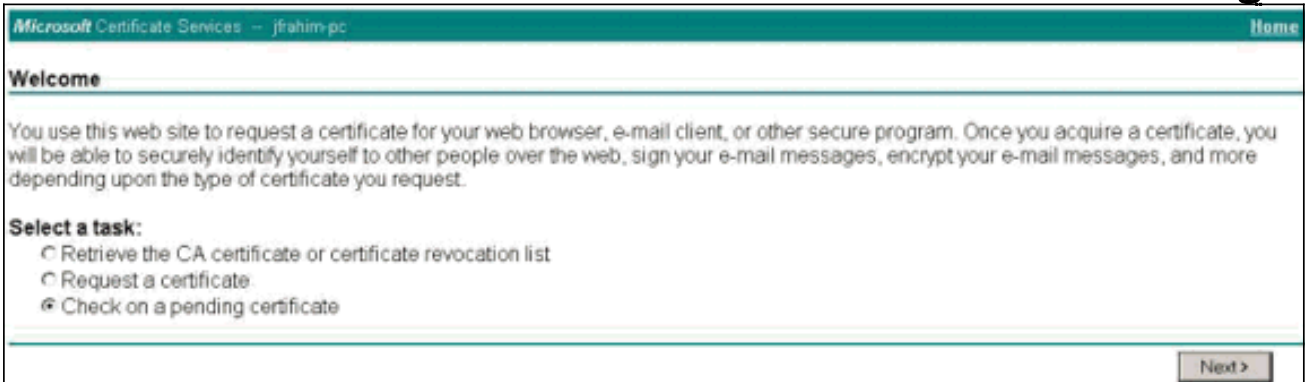 Microsoft Certificate Services -- jfrahim-pc Home
Welcome
You use this web site to request a certificate for your web browser, e-mail client, or other secure program. Once you acquire a certificate, you
will be able to securely identify yourself to other people over the web, sign your e-mail messages, encrypt your e-mail messages, and more
depending upon the type of certificate you request.
Select a task:
Retrieve the CA certificate or certificate revocation list
Request a certificate
Check on a pending certificate
Next >